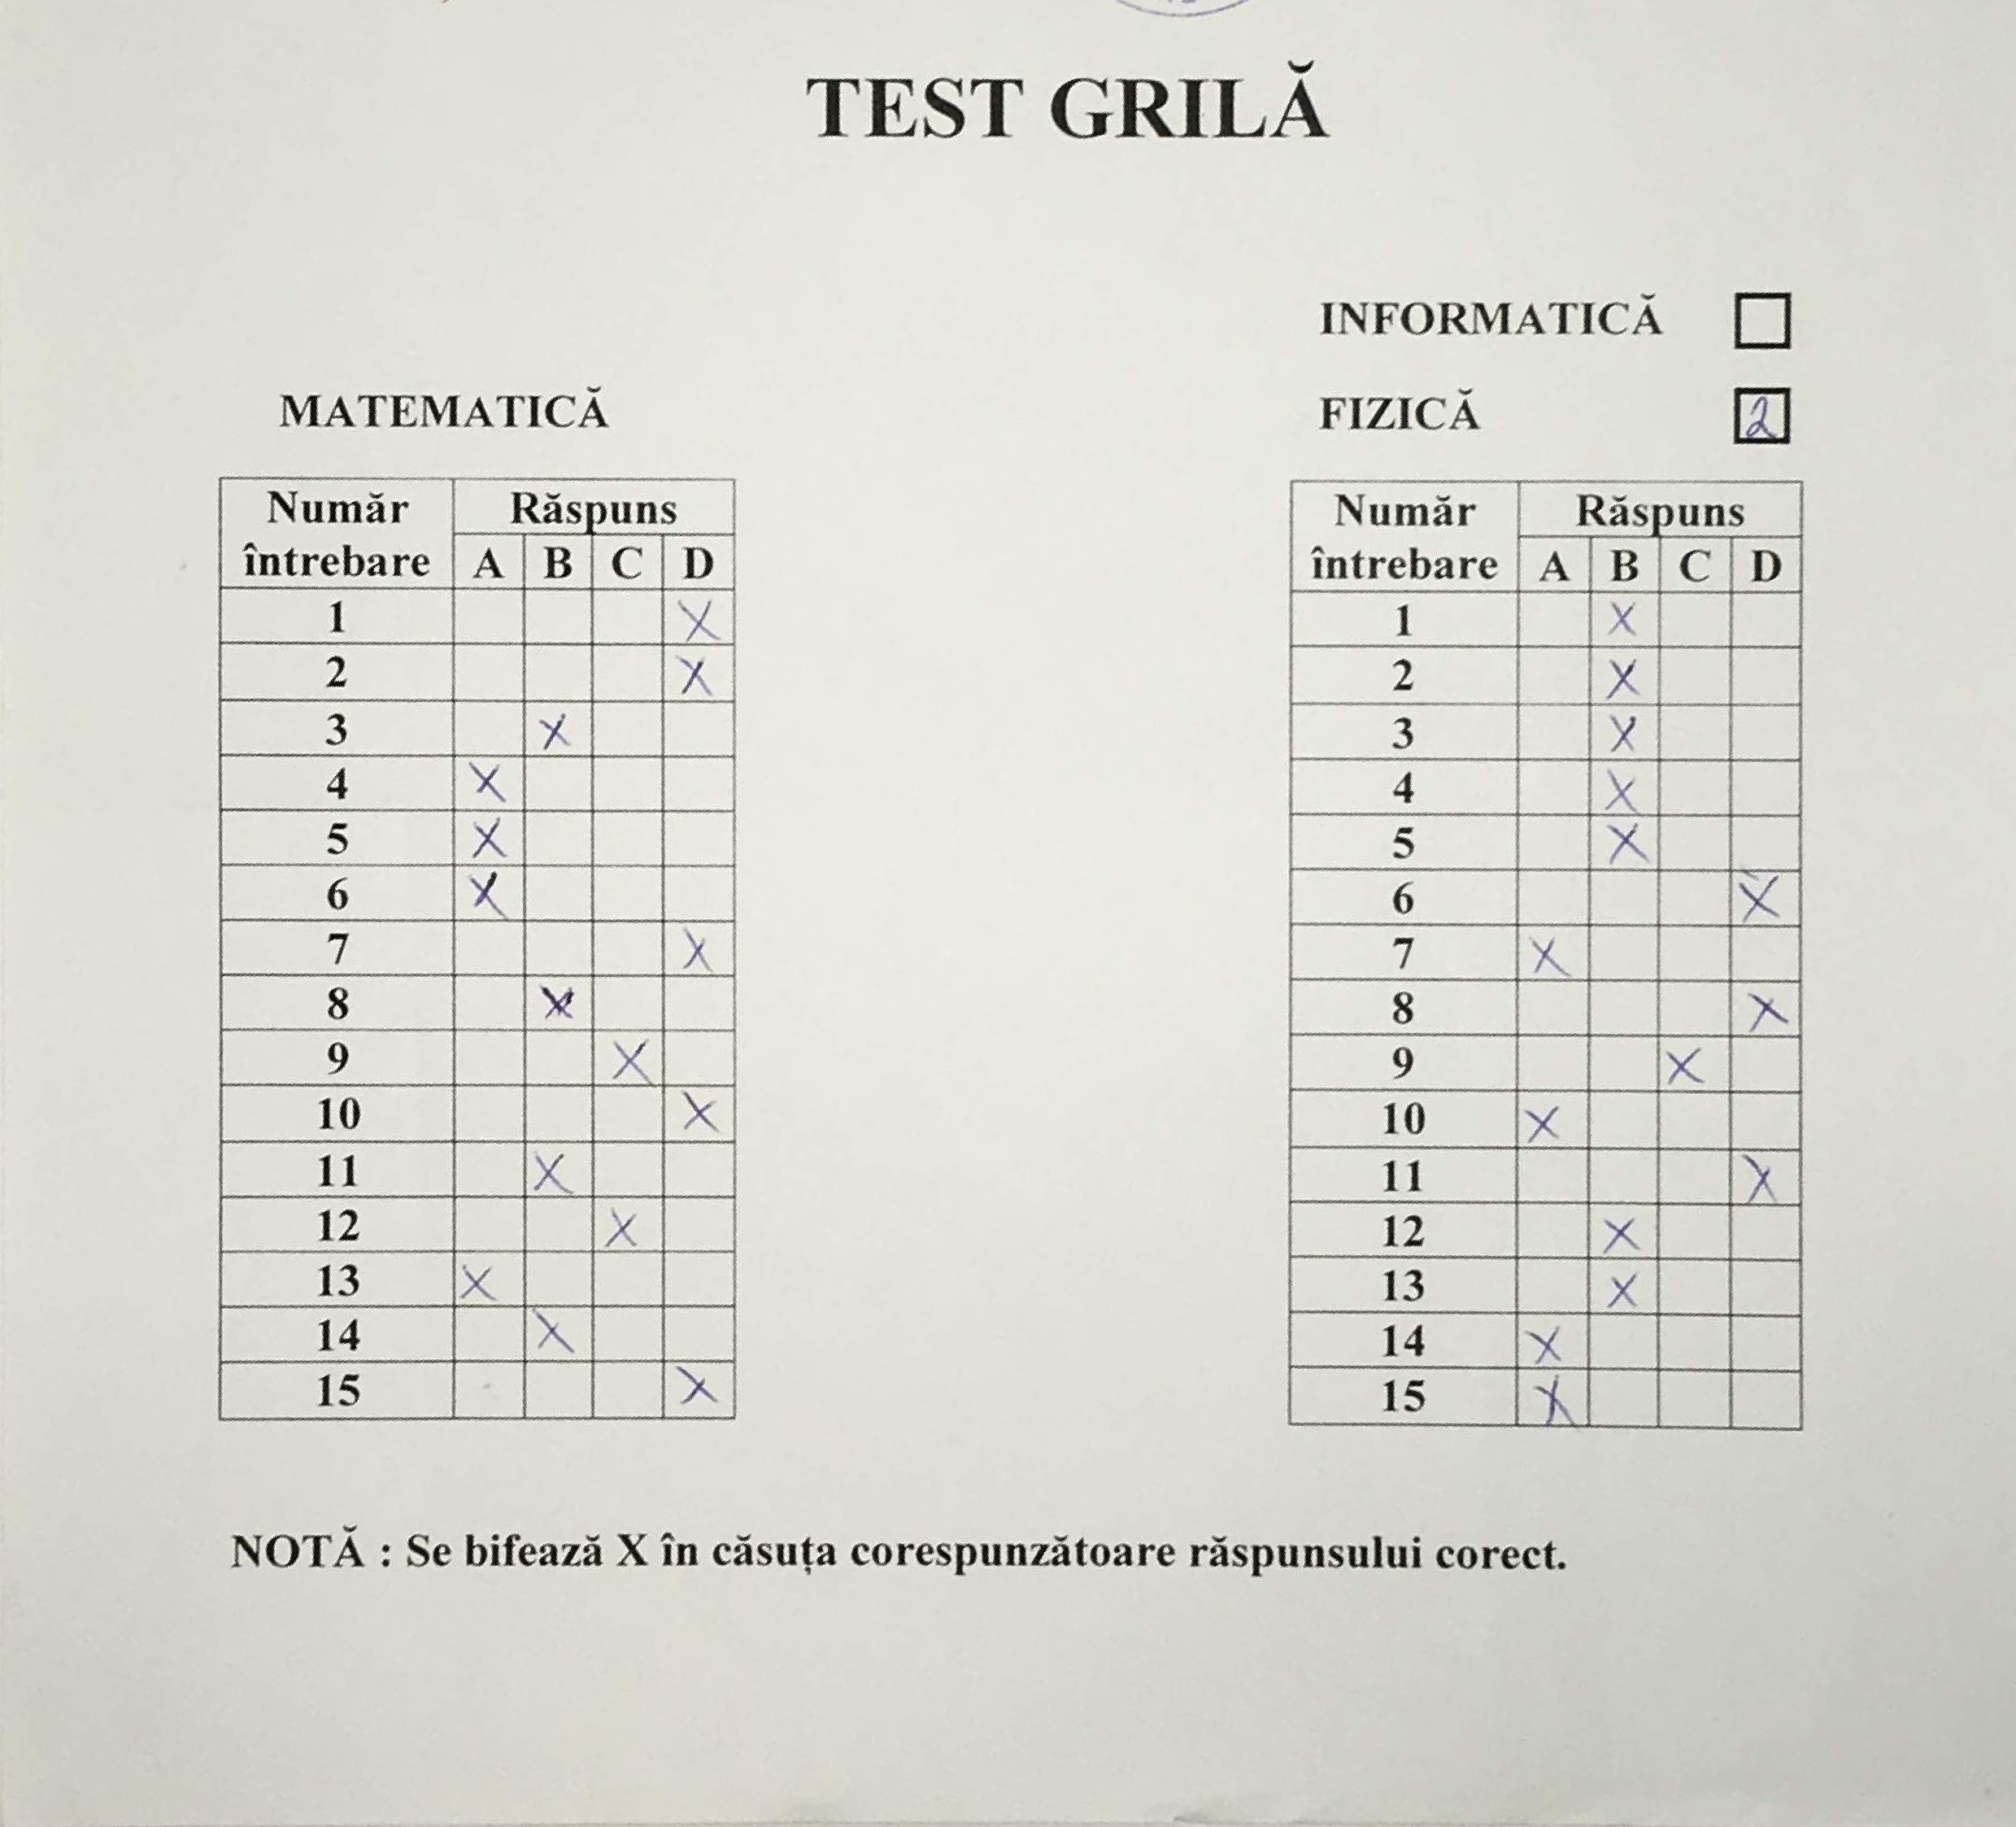 TEST GRILĂ
INFORMATICĂ
MATEMATICĂ
FIZICĂ 2
Număr întrebare Răspuns
A B C D
1 X
2 X
3 X
4 X
5 X
6 X
7 X
8 X
9 X
10 X
11 X
12 X
13 X
14 X
15 X
Număr întrebare Răspuns
A B C D
1 X
2 X
3 X
4 X
5 X
6 X
7 X
8 X
9 X
10 X
11 X
12 X
13 X
14 X
15 X
NOTĂ : Se bifează X în căsuța corespunzătoare răspunsului corect.